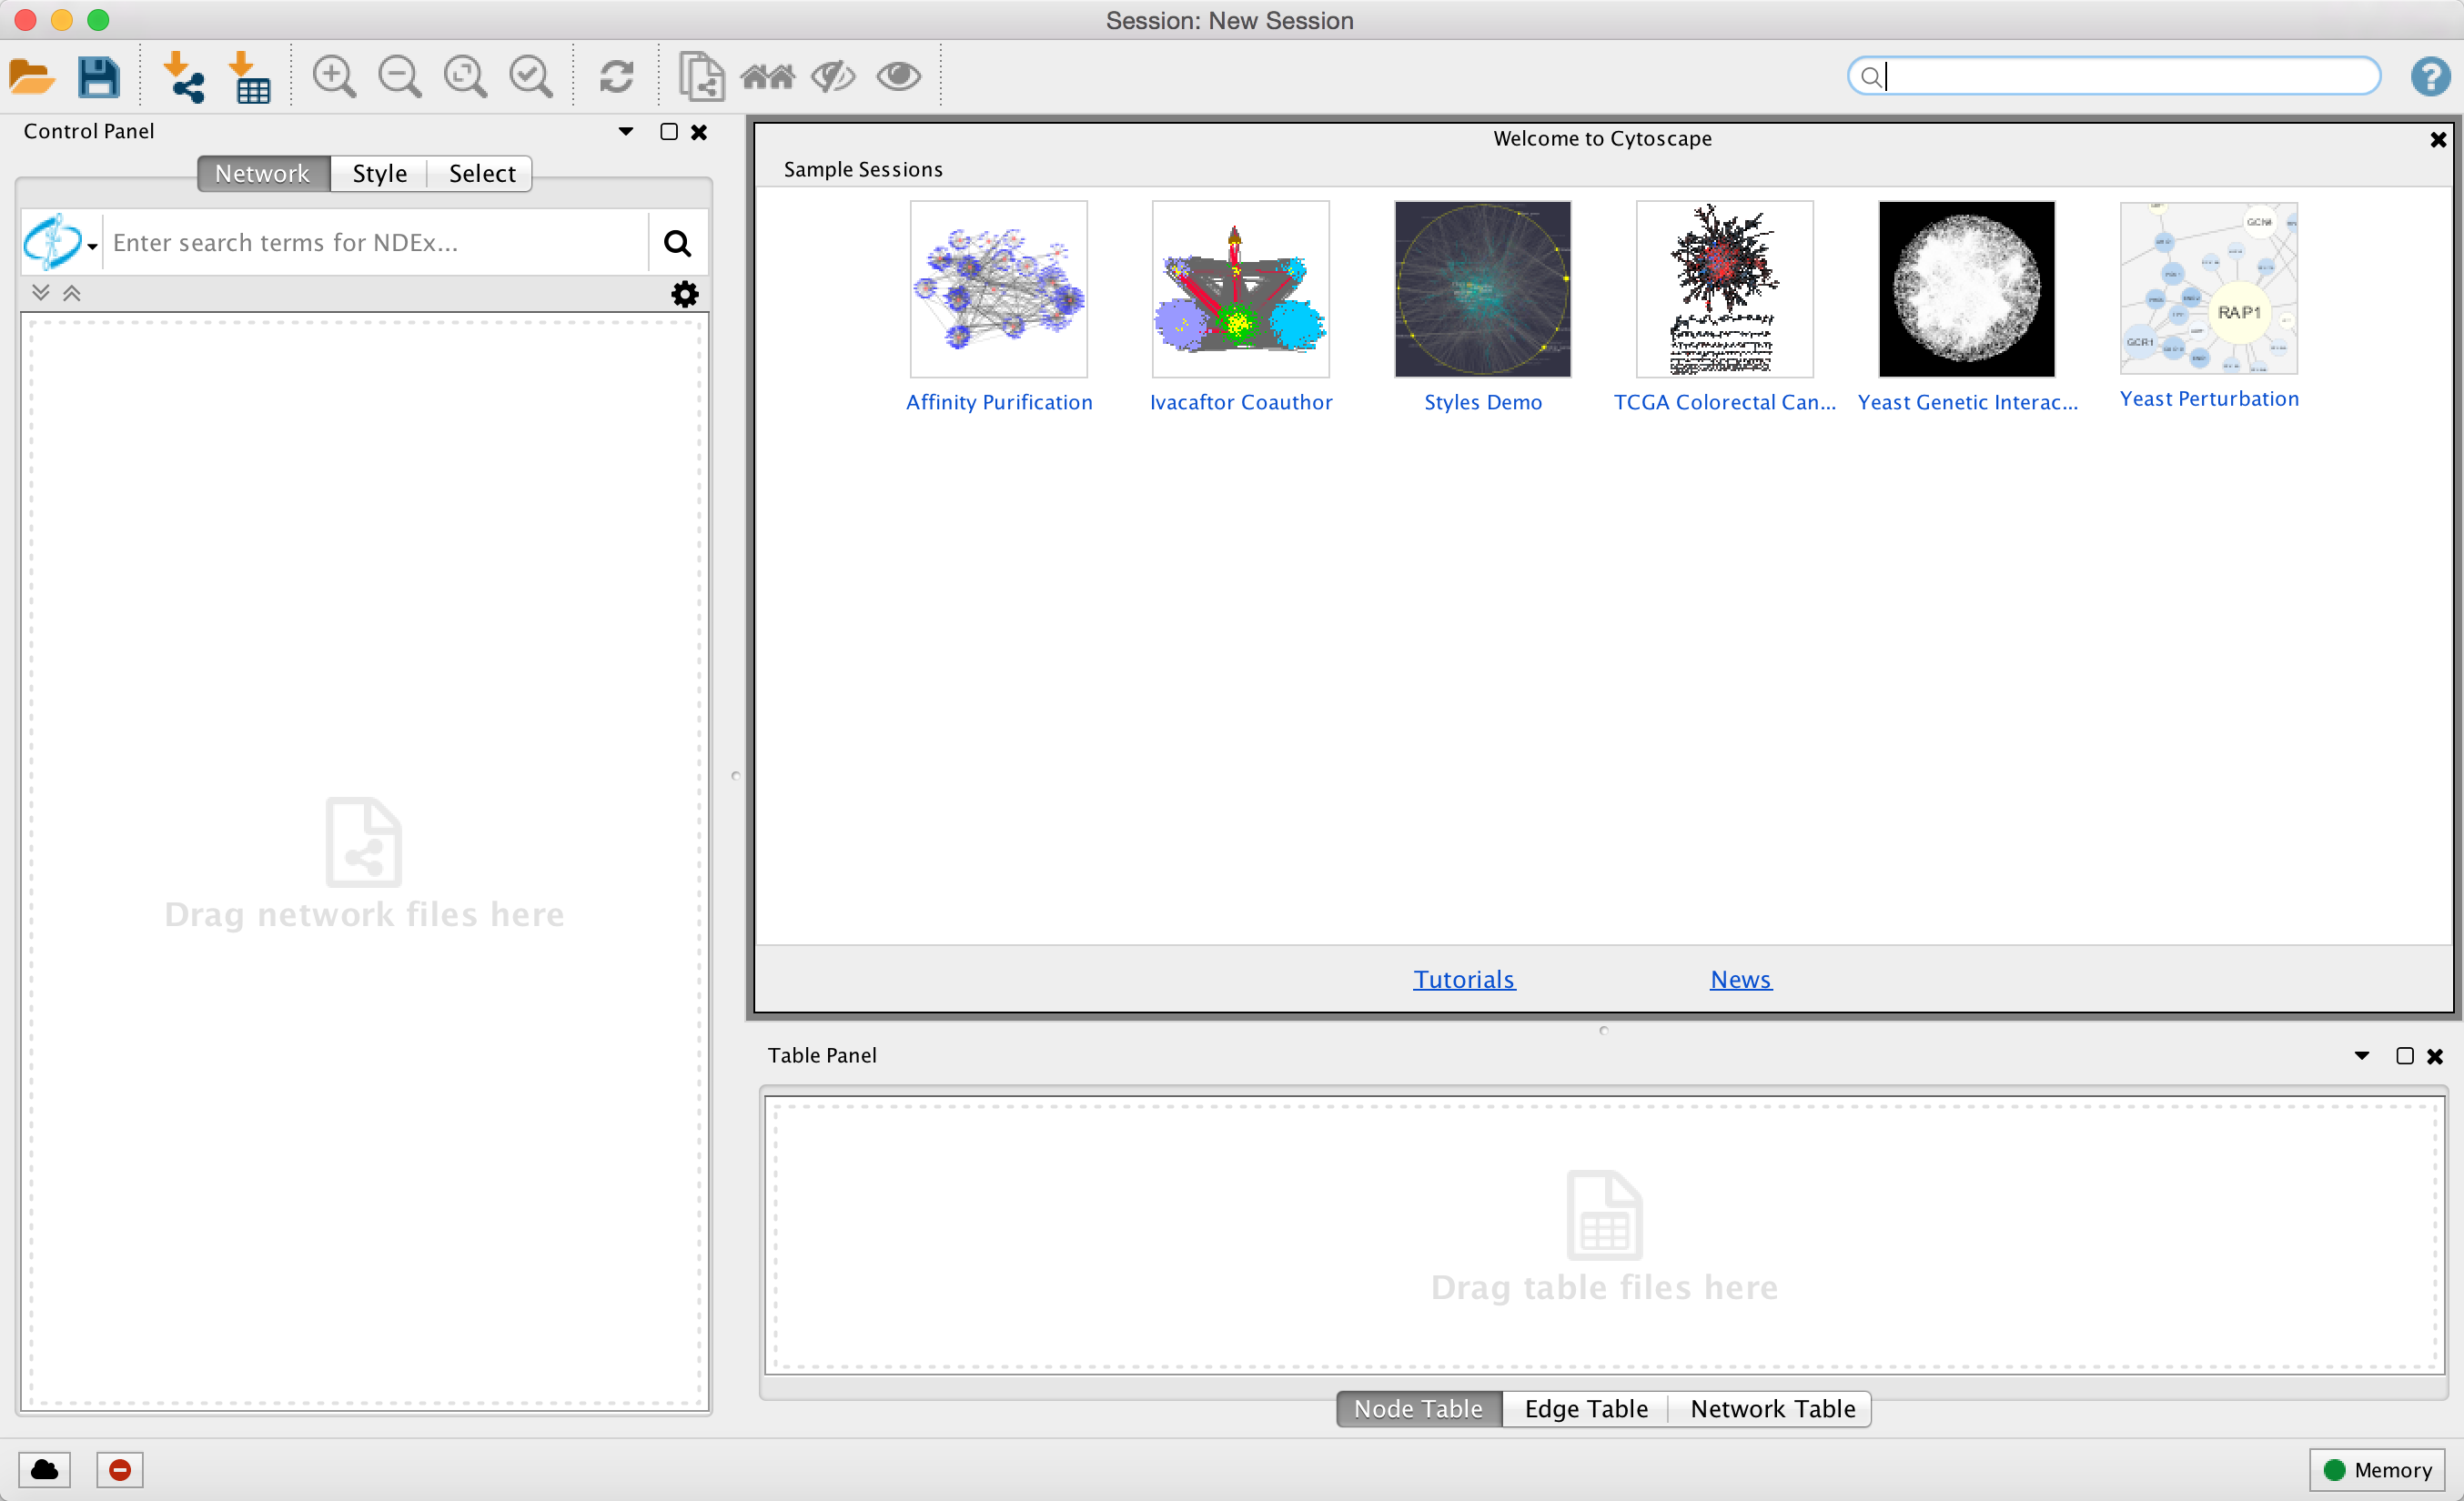 Session: New Session
?
Control Panel
Network Style Select
Enter search terms for NDEx...
Drag network files here
Welcome to Cytoscape
Sample Sessions
GCN4
RAP1
GCR1
Affinity Purification
Ivacaftor Coauthor
Styles Demo
TCGA Colorectal Can...
Yeast Genetic Interac...
Yeast Perturbation
Tutorials News
Table Panel
Drag table files here
Node Table Edge Table Network Table
Memory